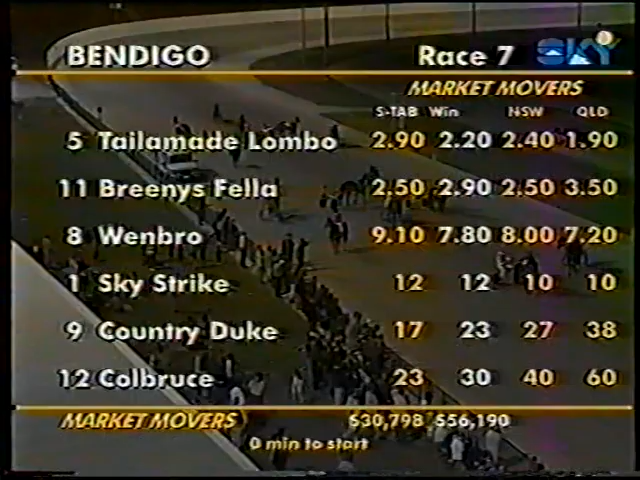 BENDIGO Race 7 SKY
MARKET MOVERS
S-TAB Win NSW QLD
5 Tailamade Lombo 2.90 2.20 2.40 1.90
11 Breenys Fella 2.50 2.90 2.50 3.50
8 Wenbro 9.10 7.80 8.00 7.20
1 Sky Strike 12 12 10 10
9 Country Duke 17 23 27 38
12 Colbruce 23 30 40 60
MARKET MOVERS $30,798 $56,190
0 min to start